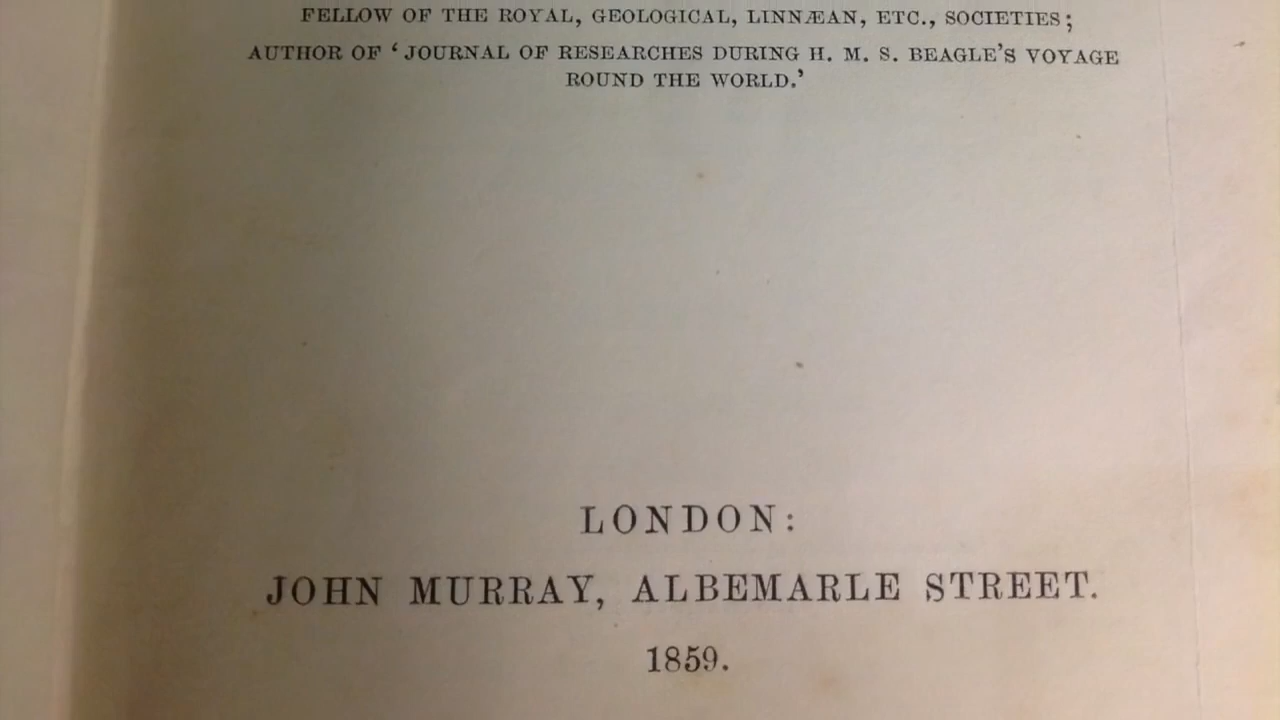 FELLOW OF THE ROYAL, GEOLOGICAL, LINNÆAN, ETC., SOCIETIES;
AUTHOR OF ‘JOURNAL OF RESEARCHES DURING H. M. S. BEAGLE’S VOYAGE
ROUND THE WORLD.’
LONDON:
JOHN MURRAY, ALBEMARLE STREET.
1859.